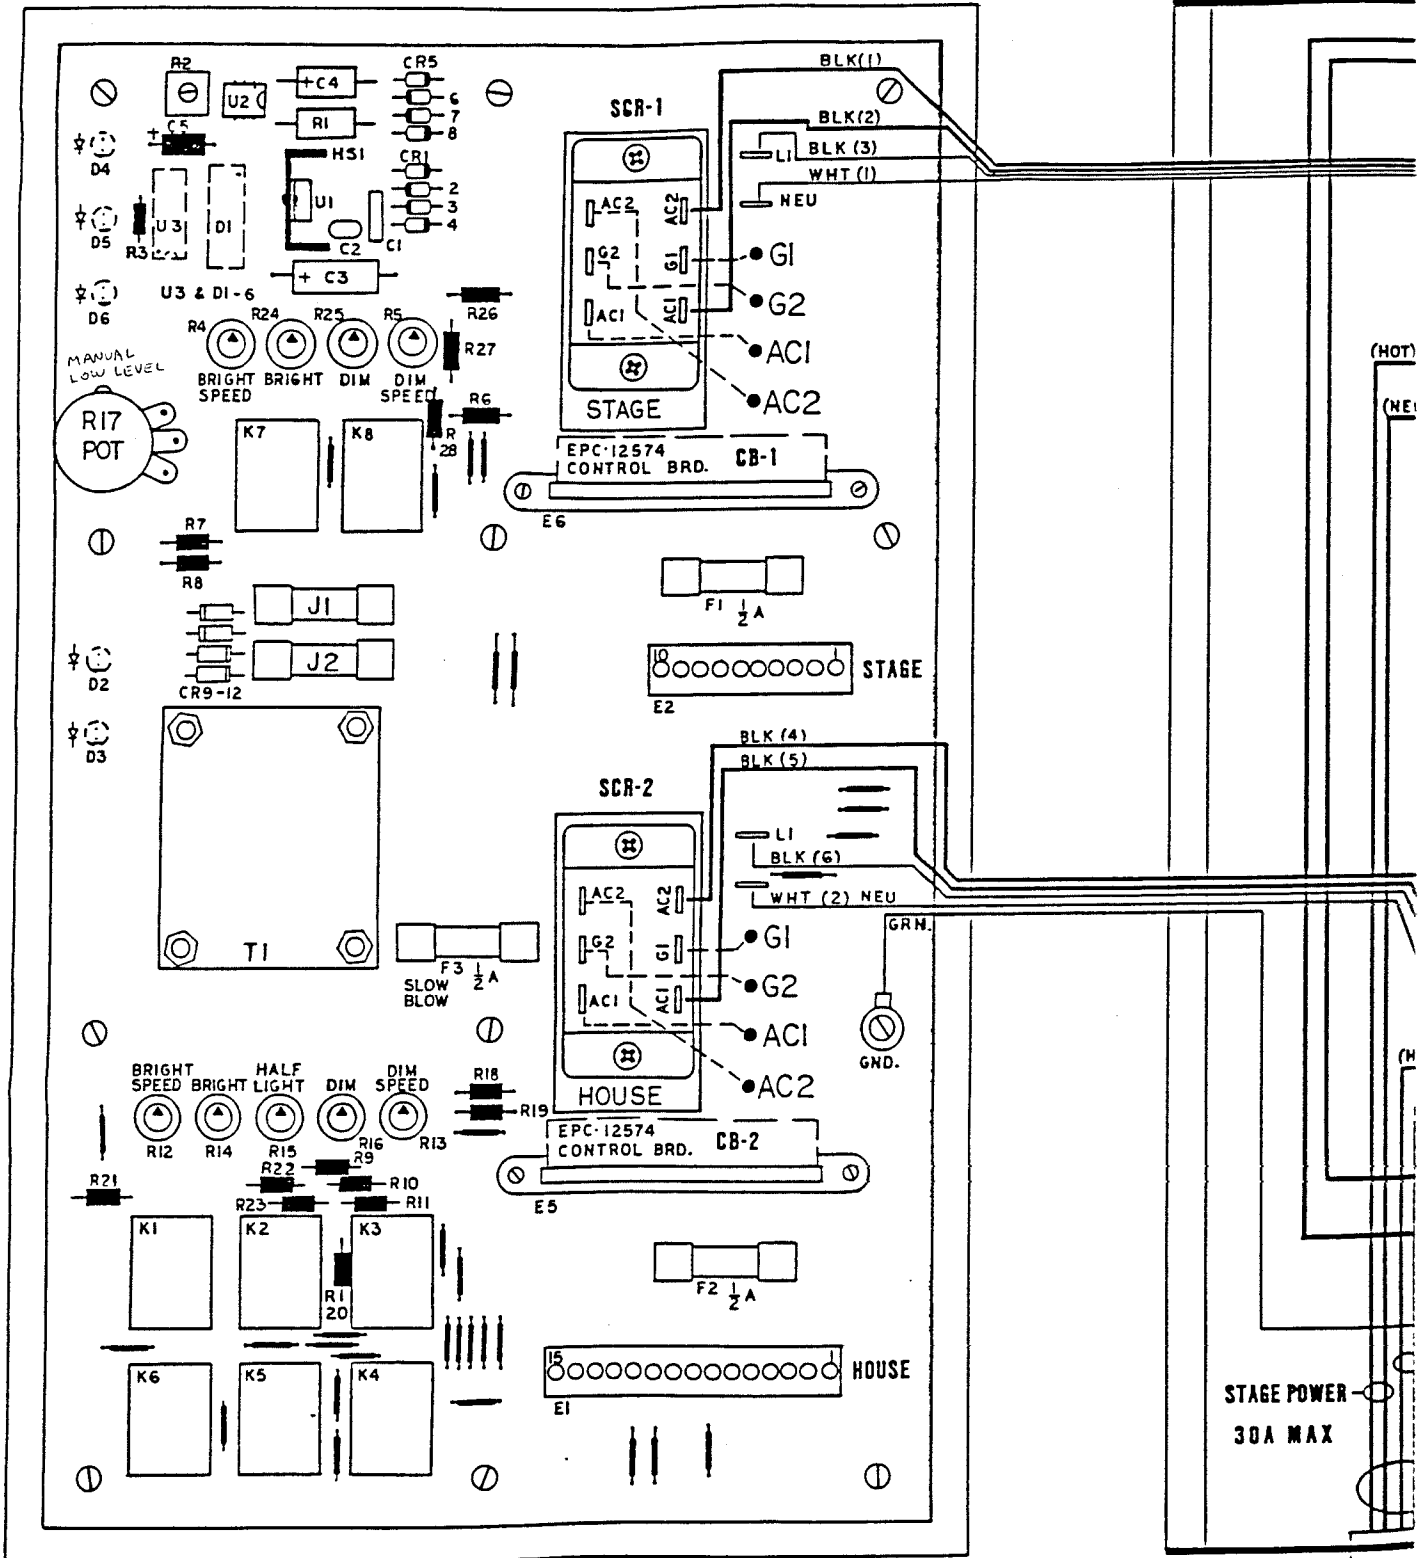 R2
U2
+C4
CR5
6
7
8
R1
+
C5
HS1
CR1
2
3
4
D4
U1
U3
D1
R3
C2
C1
D5
+ C3
U3 & D1-6
D6
R26
R4
R24
R25
R5
R27
BRIGHT SPEED
BRIGHT
DIM
DIM SPEED
MANUAL
LOW LEVEL
R17
POT
K7
K8
R6
R
28
R7
R8
J1
J2
D2
CR9-12
D3
T1
F3 1/2 A
SLOW
BLOW
BRIGHT SPEED
BRIGHT
HALF LIGHT
DIM
DIM SPEED
R12
R14
R15
R16
R13
R18
R19
R9
R22
R10
R21
R23
R11
K1
K2
K3
R1
20
K6
K5
K4
SCR-1
BLK(1)
BLK(2)
L1
BLK (3)
WHT (1)
NEU
AC2
AC2
G2
G1
AC1
AC1
G1
G2
AC1
AC2
STAGE
EPC-12574
CONTROL BRD.
CB-1
E6
F1 1/2 A
10
1
STAGE
E2
BLK (4)
BLK (5)
SCR-2
L1
BLK (6)
WHT (2) NEU
GRN.
AC2
AC2
G2
G1
AC1
AC1
G1
G2
AC1
AC2
GND.
HOUSE
EPC-12574
CONTROL BRD.
CB-2
E5
F2 1/2 A
15
1
HOUSE
E1
(HOT)
STAGE POWER
30A MAX